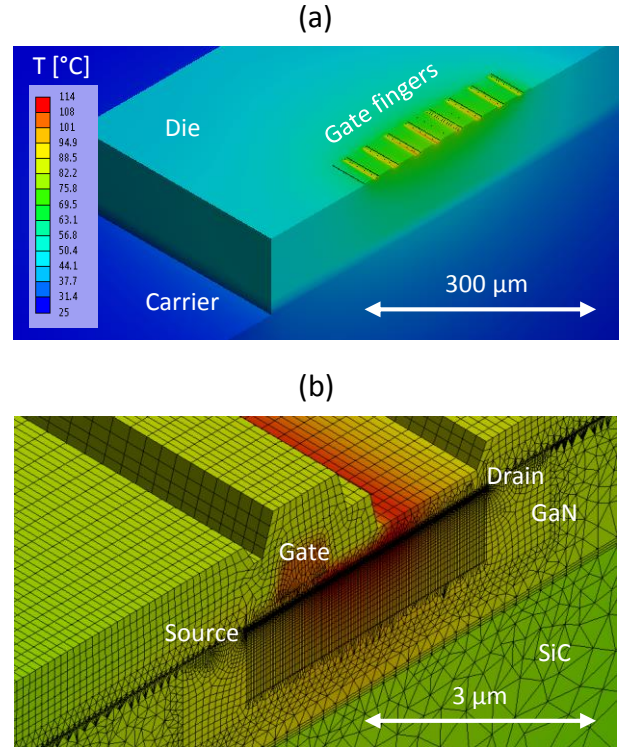 (a)
T [°C]
114
108
101
94.9
88.5
82.2
75.8
69.5
63.1
56.8
50.4
44.1
37.7
31.4
25
Die
Gate fingers
Carrier
300 μm
(b)
Drain
GaN
Gate
Source
SiC
3 μm